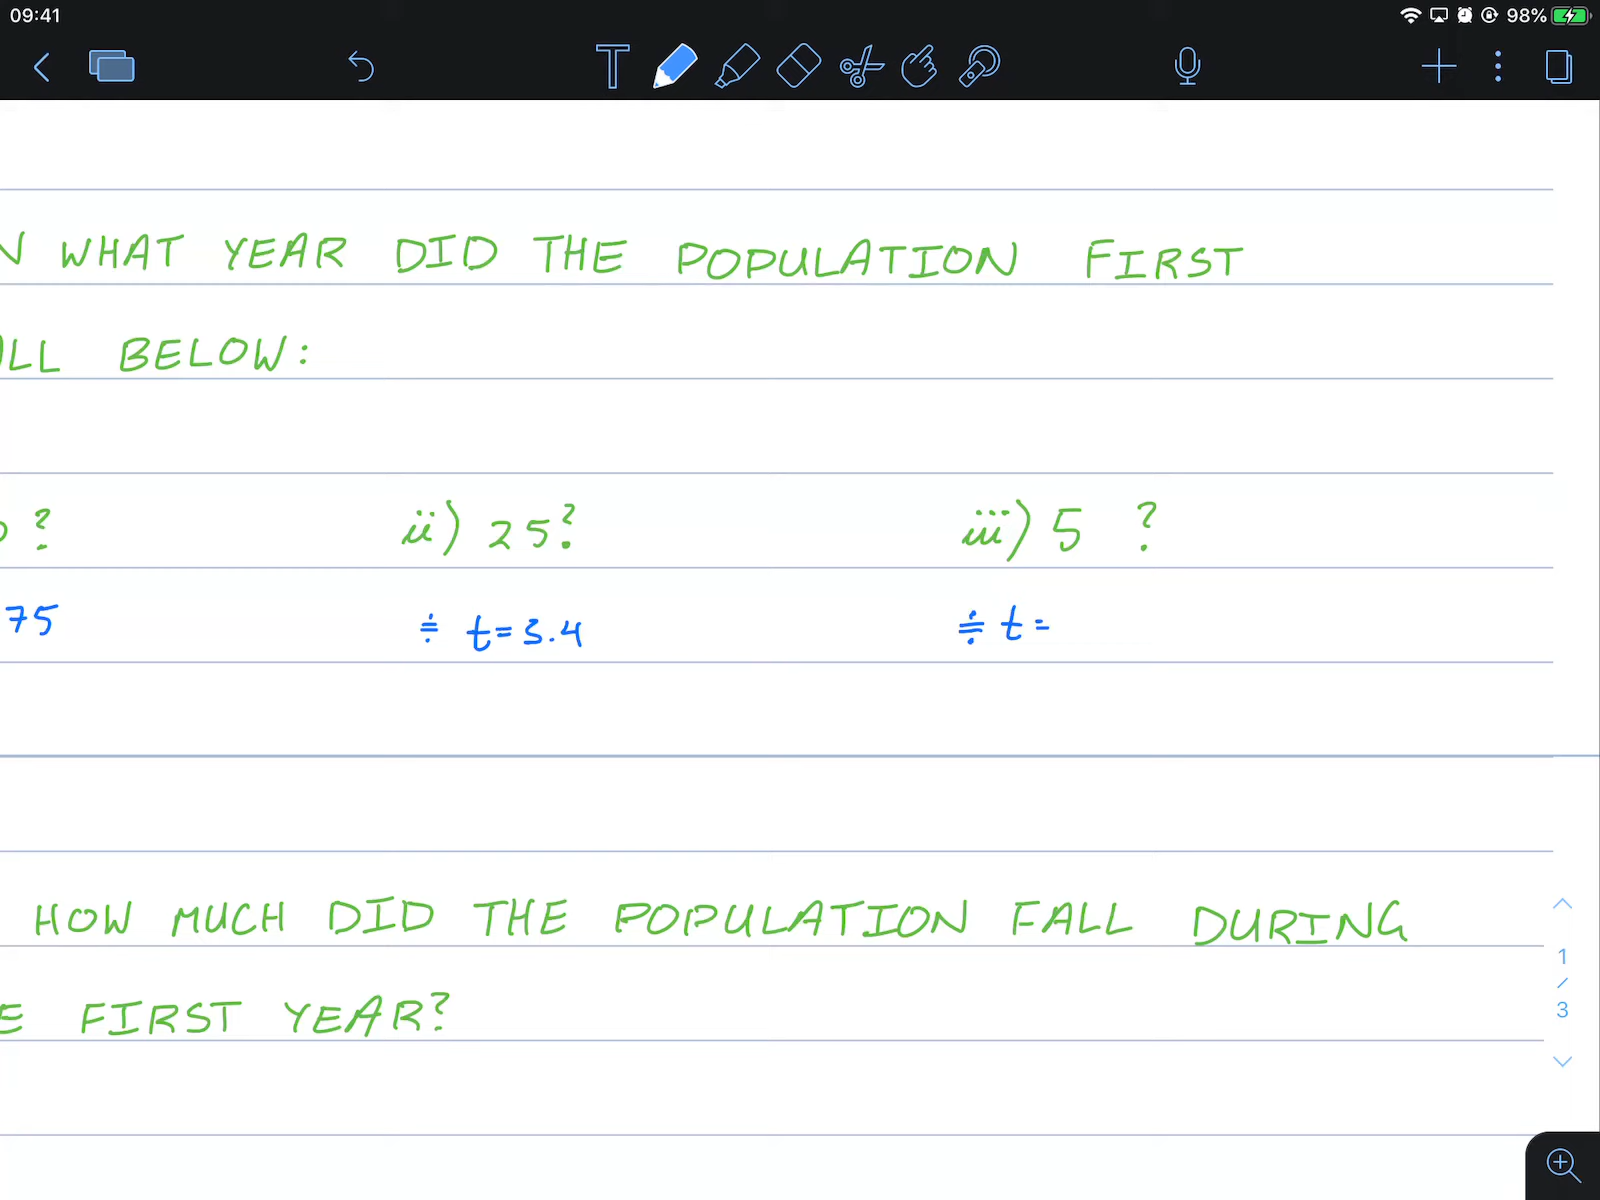 09:41 98%
N WHAT YEAR DID THE POPULATION FIRST
LL BELOW:
? ii) 25? iii) 5 ?
75 ≑ t=3.4 ≑ t=
HOW MUCH DID THE POPULATION FALL DURING
E FIRST YEAR?
1
/
3